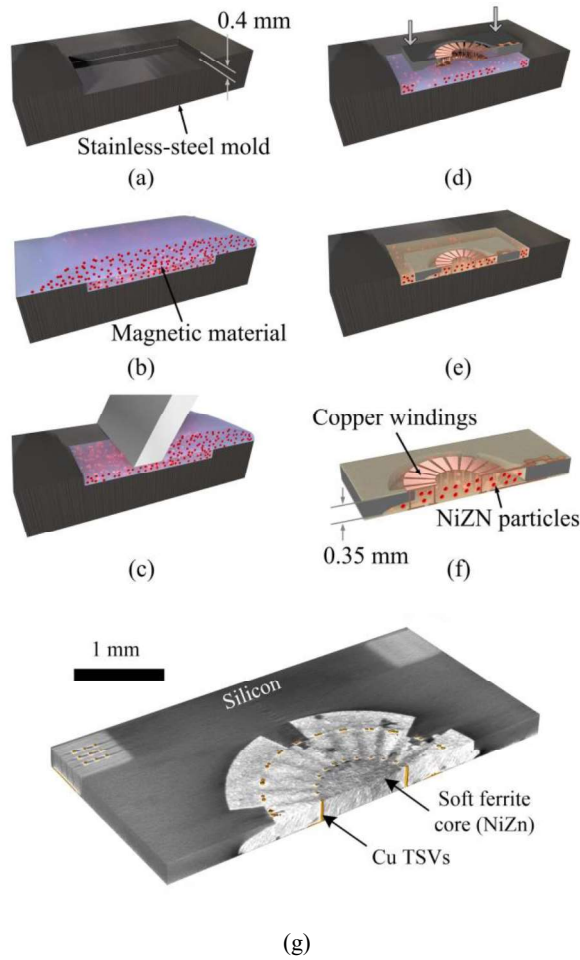 0.4 mm
Stainless-steel mold
(a)
(d)
Magnetic material
(b)
(e)
(c)
Copper windings
NiZN particles
0.35 mm
(f)
1 mm
Silicon
Soft ferrite
core (NiZn)
Cu TSVs
(g)